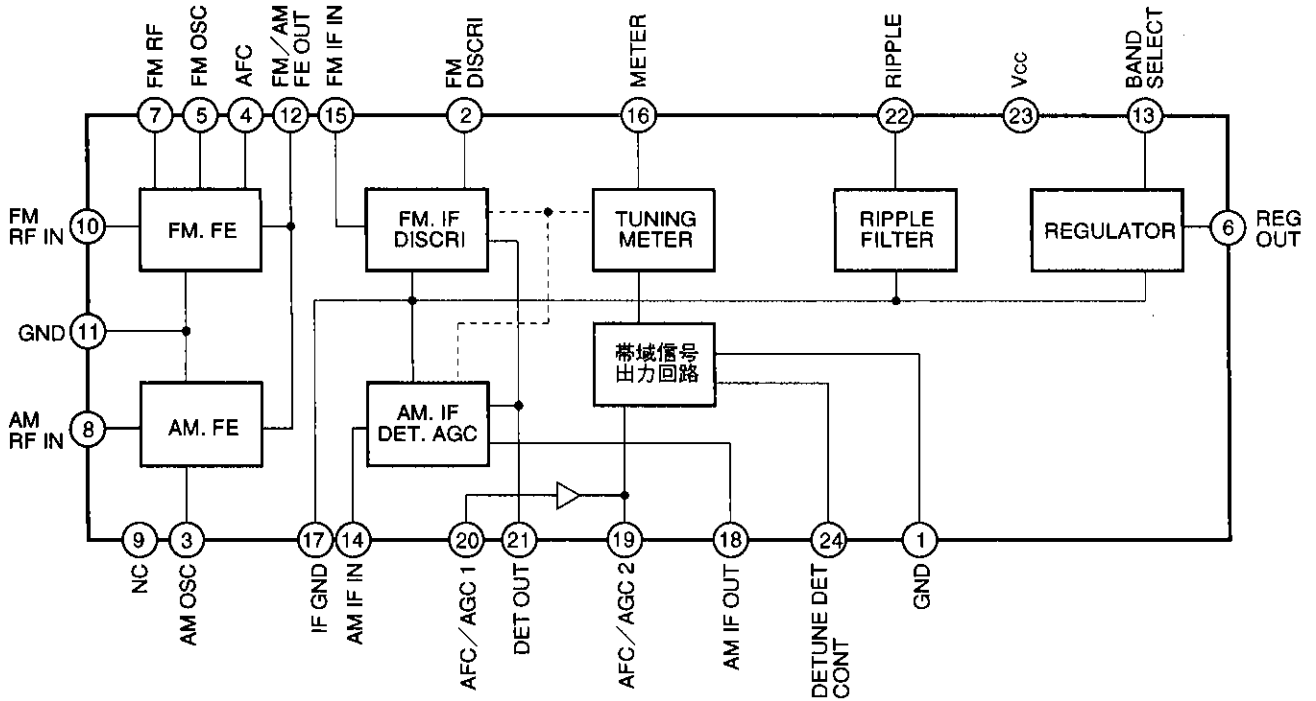 FM RF
FM OSC
AFC
FM/AM
FE OUT
FM IF IN
FM
DISCRI
METER
RIPPLE
Vcc
BAND
SELECT
7
5
4
12
15
2
16
22
23
13
FM
RF IN
10
FM. FE
FM. IF
DISCRI
TUNING
METER
RIPPLE
FILTER
REGULATOR
6
REG
OUT
GND
11
帯域信号
出力回路
AM
RF IN
8
AM. FE
AM. IF
DET. AGC
9
3
17
14
20
21
19
18
24
1
NC
AM OSC
IF GND
AM IF IN
AFC/AGC 1
DET OUT
AFC/AGC 2
AM IF OUT
DETUNE DET
CONT
GND